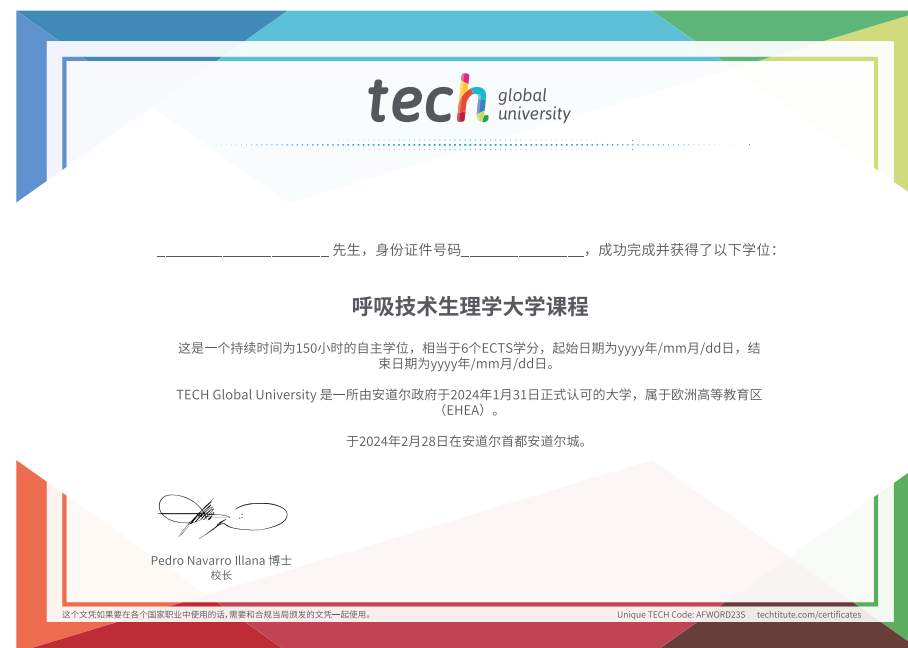 tech global university
_____________________ 先生，身份证件号码_______________，成功完成并获得了以下学位：
呼吸技术生理学大学课程
这是一个持续时间为150小时的自主学位，相当于6个ECTS学分，起始日期为yyyy年/mm月/dd日，结
束日期为yyyy年/mm月/dd日。
TECH Global University 是一所由安道尔政府于2024年1月31日正式认可的大学，属于欧洲高等教育区
（EHEA）。
于2024年2月28日在安道尔首都安道尔城。
Pedro Navarro Illana 博士
校长
这个文凭如果要在各个国家职业中使用的话，需要和合规当局颁发的文凭一起使用。
Unique TECH Code: AFWORD23S techtitute.com/certificates